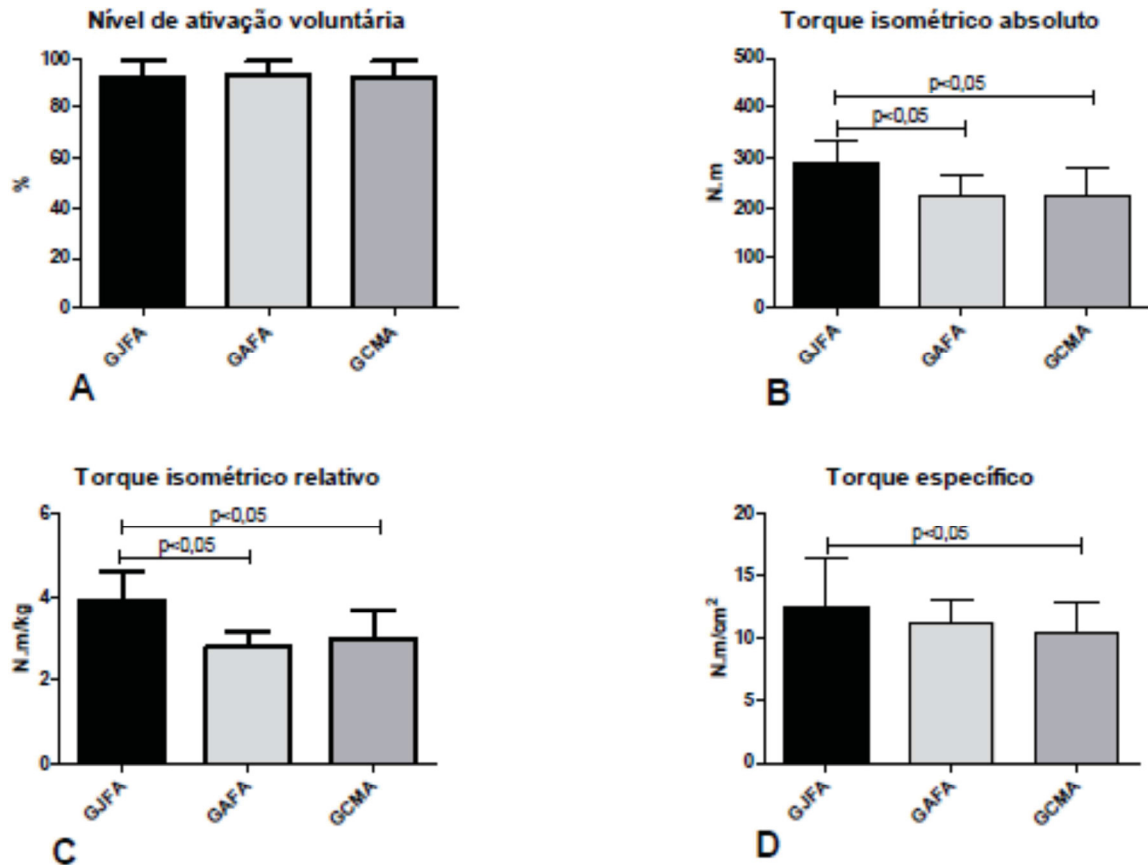 Nível de ativação voluntária
100
80
60
40
20
0
%
GJFA
GAFA
GCMA
A
Torque isométrico absoluto
500
400
300
200
100
0
N.m
p<0,05
p<0,05
GJFA
GAFA
GCMA
B
Torque isométrico relativo
6
4
2
0
N.m/kg
p<0,05
p<0,05
GJFA
GAFA
GCMA
C
Torque específico
20
15
10
5
0
N.m/cm²
p<0,05
GJFA
GAFA
GCMA
D